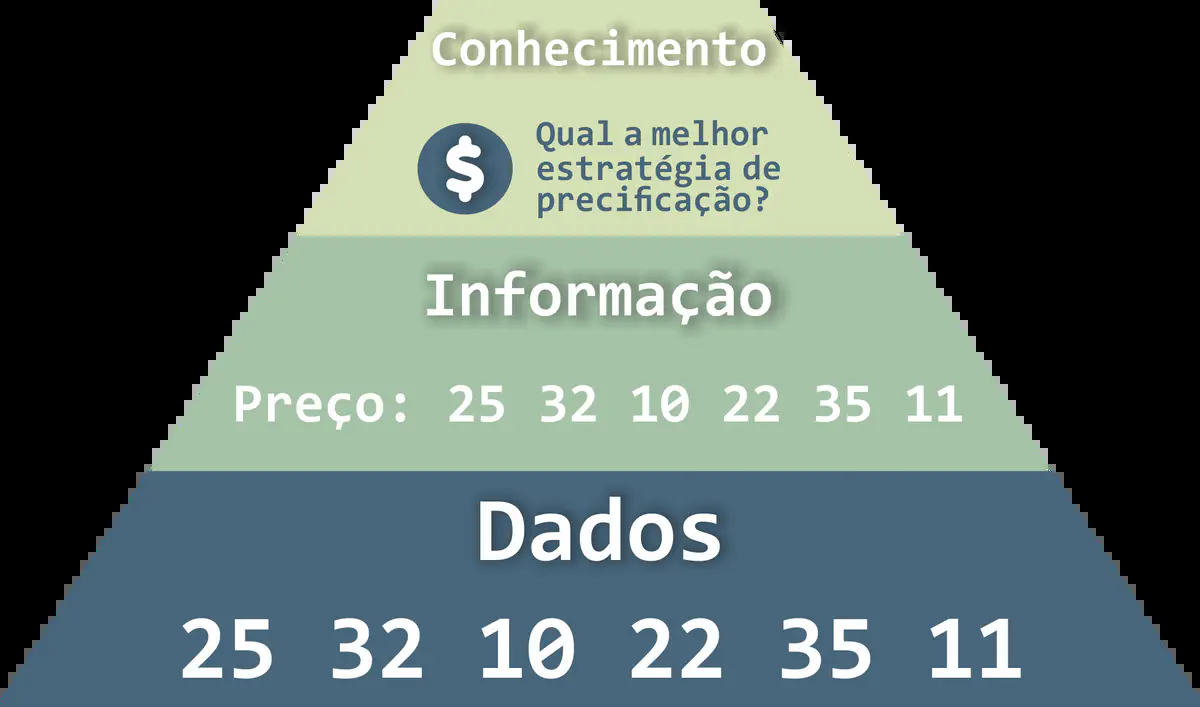 Conhecimento
$
Qual a melhor
estratégia de
precificação?
Informação
Preço: 25 32 10 22 35 11
Dados
25 32 10 22 35 11